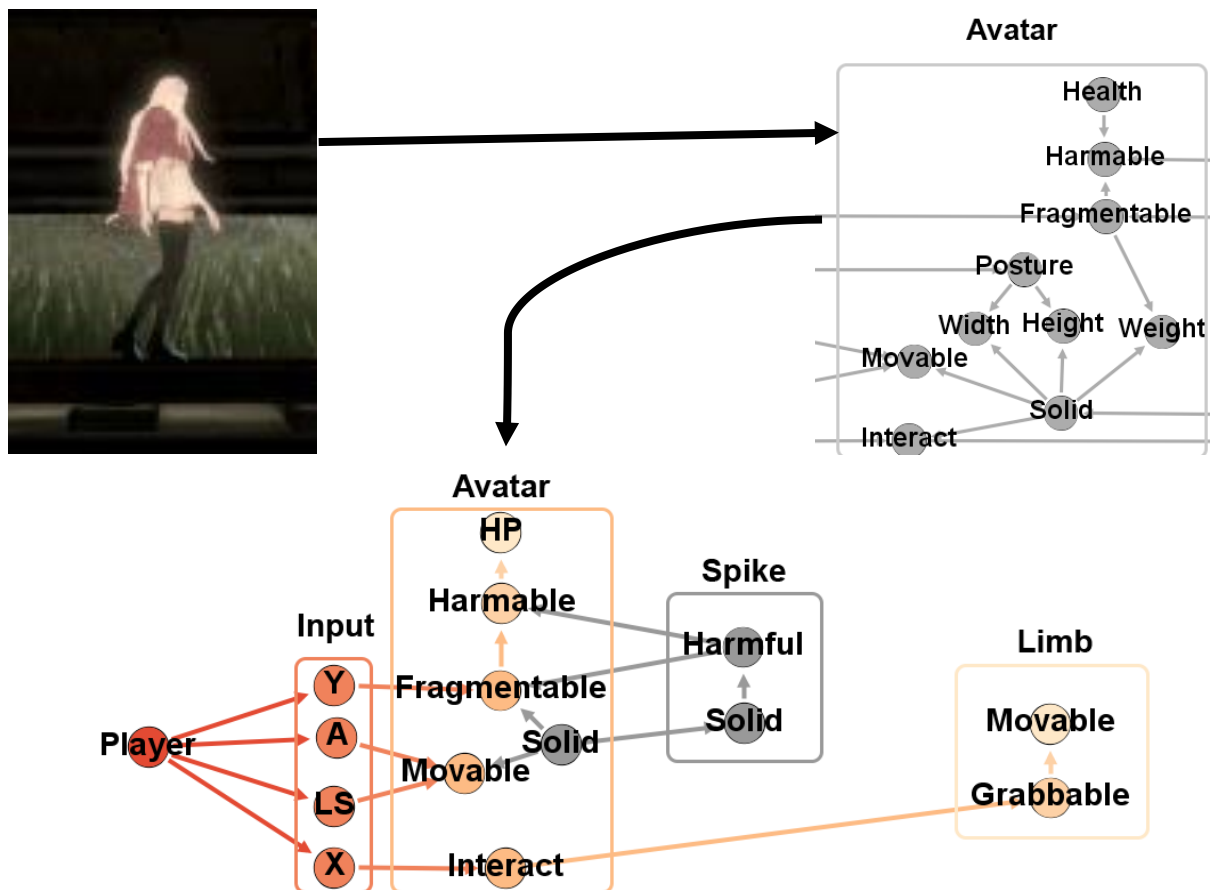 Avatar
Health
Harmable
Fragmentable
Posture
Width
Height
Weight
Movable
Solid
Interact
Avatar
HP
Harmable
Fragmentable
Solid
Movable
Interact
Spike
Harmful
Solid
Input
Y
A
LS
X
Player
Limb
Movable
Grabbable